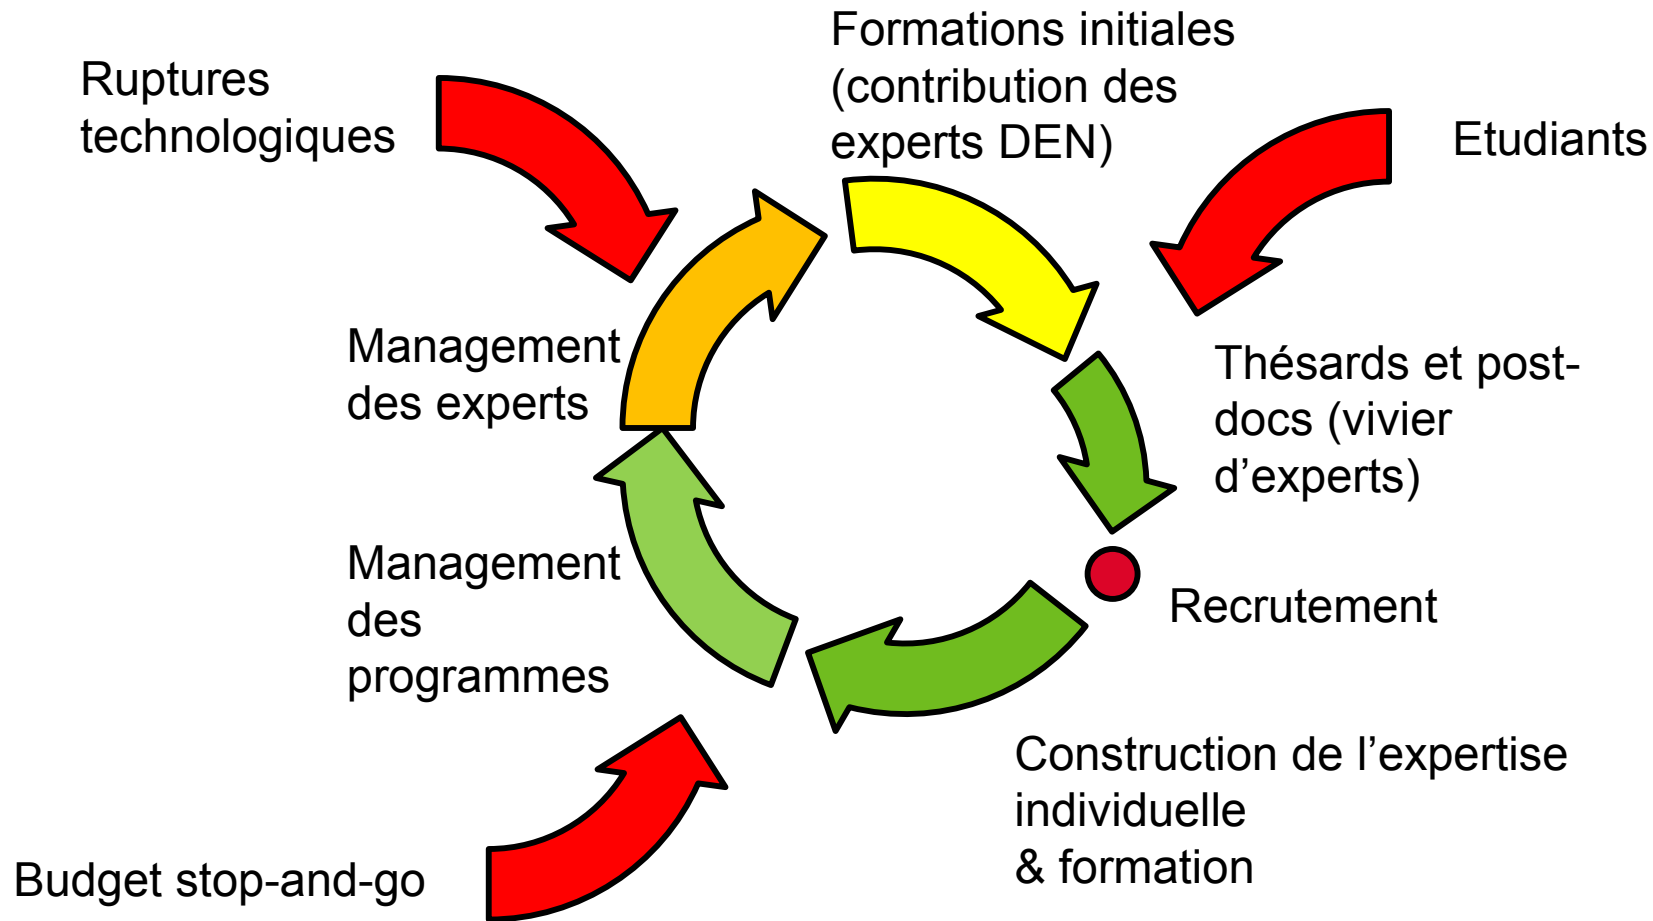 Ruptures
technologiques
Formations initiales
(contribution des
experts DEN)
Etudiants
Management
des experts
Thésards et post-
docs (vivier
d’experts)
Management
des
programmes
Recrutement
Construction de l’expertise
individuelle
& formation
Budget stop-and-go